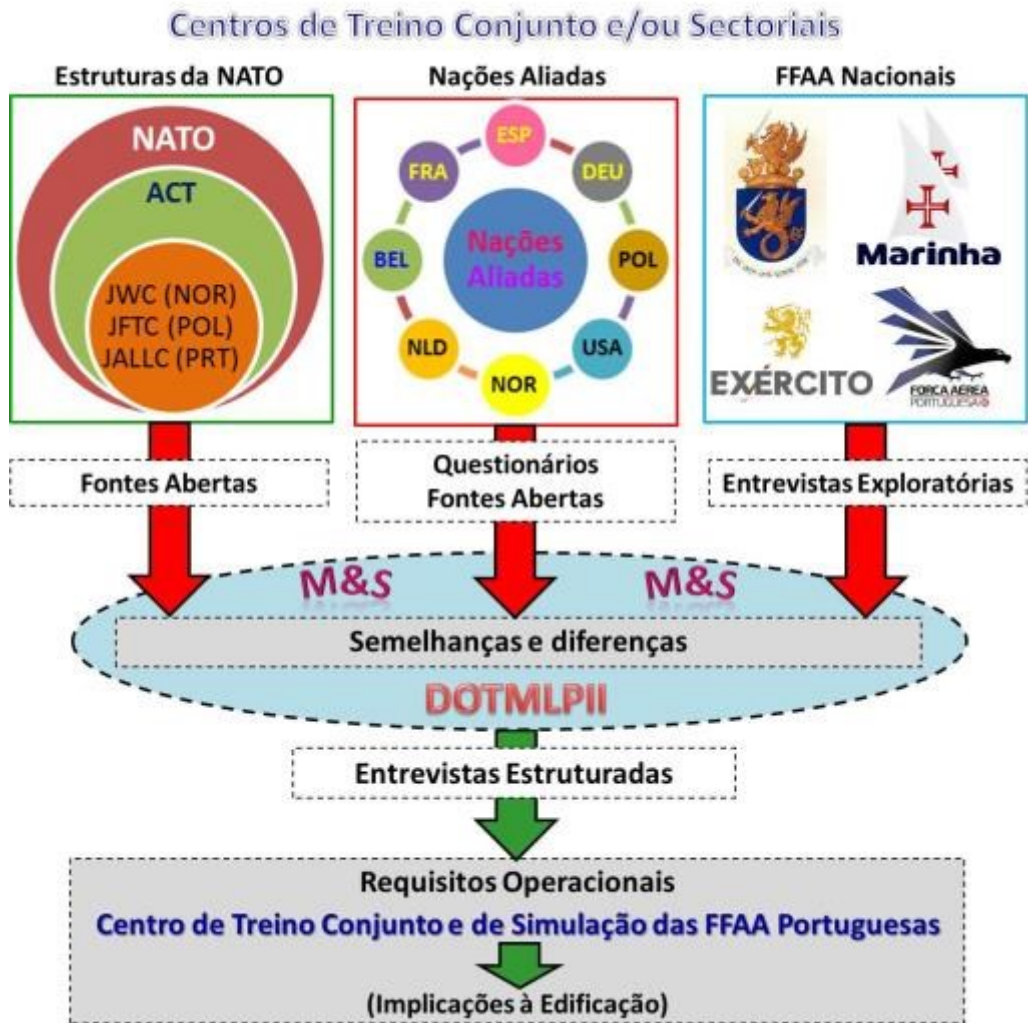 Centros de Treino Conjunto e/ou Sectoriais
Estruturas da NATO
Nações Aliadas
FFAA Nacionais
NATO
ACT
JWC (NOR)
JFTC (POL)
JALLC (PRT)
ESP
FRA
DEU
BEL
Nações
Aliadas
POL
NLD
USA
NOR
Marinha
EXÉRCITO
FORÇA AÉREA
PORTUGUESA
Fontes Abertas
Questionários
Fontes Abertas
Entrevistas Exploratórias
M&S
M&S
Semelhanças e diferenças
DOTMLPII
Entrevistas Estruturadas
Requisitos Operacionais
Centro de Treino Conjunto e de Simulação das FFAA Portuguesas
(Implicações à Edificação)